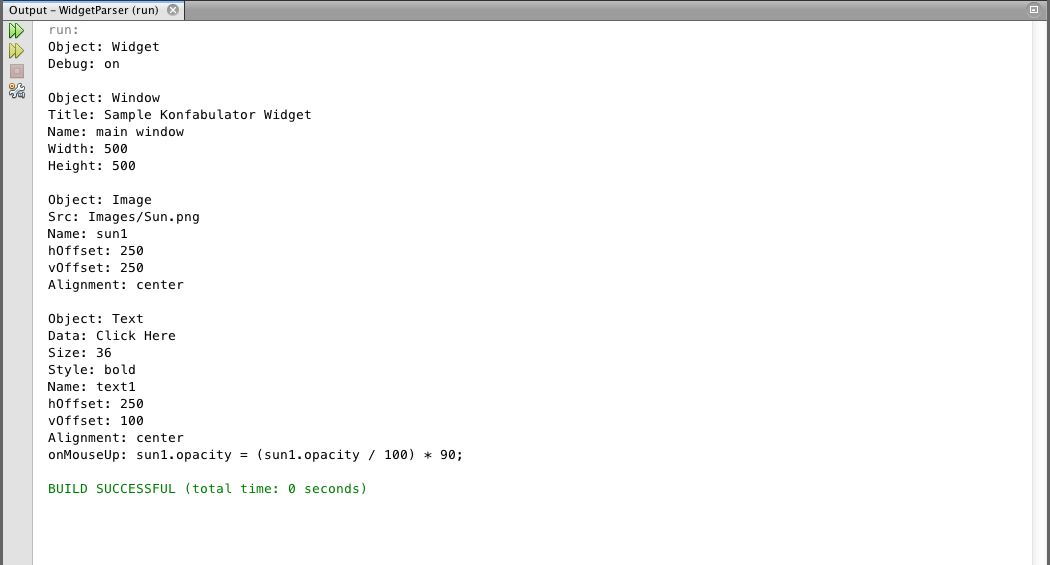 Output - WidgetParser (run)
run:
Object: Widget
Debug: on

Object: Window
Title: Sample Konfabulator Widget
Name: main window
Width: 500
Height: 500

Object: Image
Src: Images/Sun.png
Name: sun1
hOffset: 250
vOffset: 250
Alignment: center

Object: Text
Data: Click Here
Size: 36
Style: bold
Name: text1
hOffset: 250
vOffset: 100
Alignment: center
onMouseUp: sun1.opacity = (sun1.opacity / 100) * 90;

BUILD SUCCESSFUL (total time: 0 seconds)